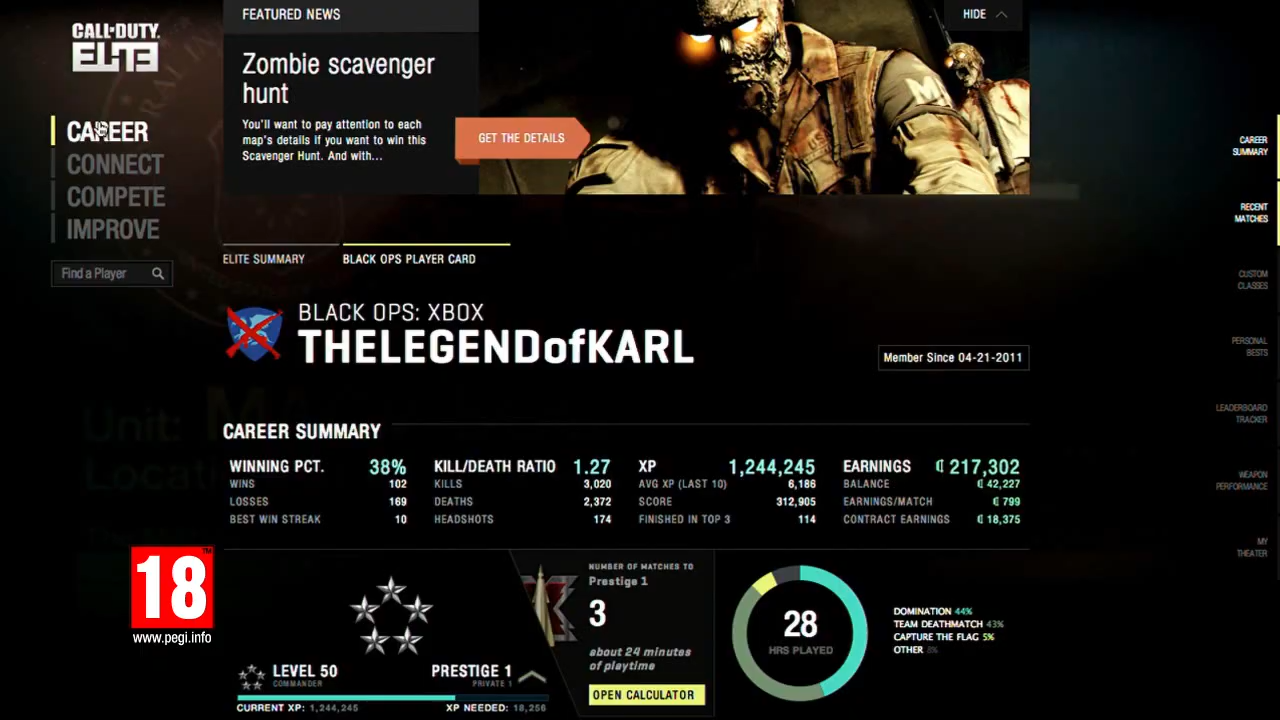 CALL OF DUTY
ELITE
CAREER
CONNECT
COMPETE
IMPROVE
Find a Player
FEATURED NEWS
HIDE
Zombie scavenger
hunt
You'll want to pay attention to each
map's details if you want to win this
Scavenger Hunt. And with...
GET THE DETAILS
ELITE SUMMARY
BLACK OPS PLAYER CARD
BLACK OPS: XBOX
THELEGENDofKARL
Member Since 04-21-2011
CAREER SUMMARY
WINNING PCT. 38%
WINS 102
LOSSES 169
BEST WIN STREAK 10
KILL/DEATH RATIO 1.27
KILLS 3,020
DEATHS 2,372
HEADSHOTS 174
XP 1,244,245
AVG XP (LAST 10) 6,186
SCORE 312,905
FINISHED IN TOP 3 114
EARNINGS 217,302
BALANCE 42,227
EARNINGS/MATCH 799
CONTRACT EARNINGS 18,375
LEVEL 50
COMMANDER
PRESTIGE 1
PRIVATE 1
CURRENT XP: 1,244,245
XP NEEDED: 18,256
NUMBER OF MATCHES TO
Prestige 1
3
about 24 minutes
of playtime
OPEN CALCULATOR
28
HRS PLAYED
DOMINATION 44%
TEAM DEATHMATCH 43%
CAPTURE THE FLAG 5%
OTHER 8%
CAREER
SUMMARY
RECENT
MATCHES
CUSTOM
CLASSES
PERSONAL
BESTS
LEADERBOARD
TRACKER
WEAPON
PERFORMANCE
MY
THEATER
18
TM
www.pegi.info
Unit: